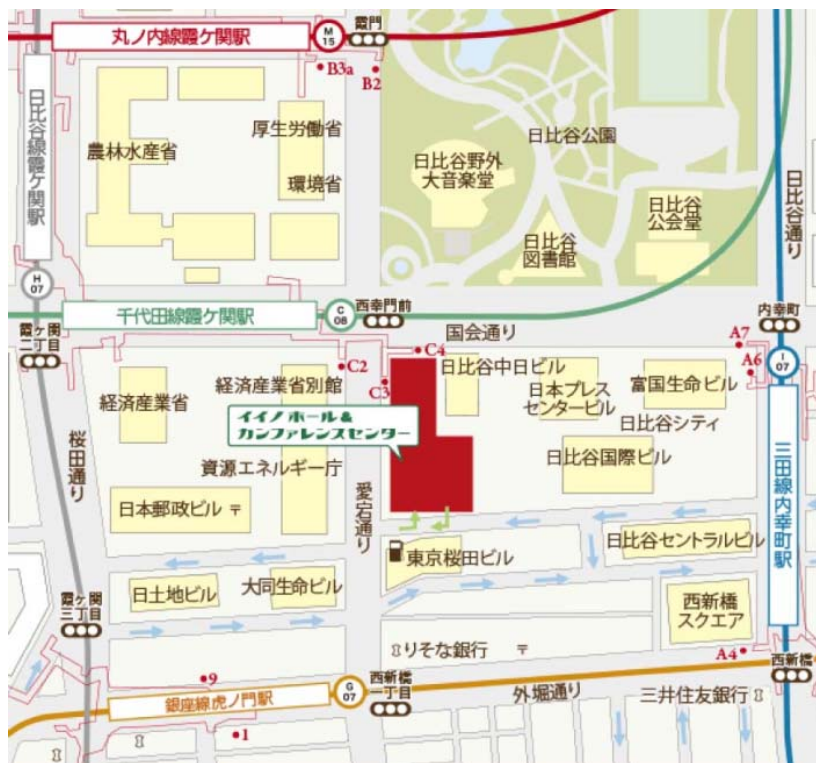 丸ノ内線霞ケ関駅
M
15
霞門
B3a
B2
日比谷線霞ケ関駅
農林水産省
厚生労働省
環境省
日比谷公園
日比谷野外
大音楽堂
日比谷
公会堂
日比谷
図書館
日比谷通り
H
07
千代田線霞ケ関駅
C
08
西幸門前
国会通り
内幸町
霞ヶ関
二丁目
C2
C4
C3
A7
A6
I
07
経済産業省
経済産業省別館
日比谷中日ビル
日本プレス
センタービル
富国生命ビル
イイノホール&
カンファレンスセンター
日比谷シティ
桜田通り
資源エネルギー庁
日比谷国際ビル
三田線内幸町駅
日本郵政ビル 〒
愛宕通り
東京桜田ビル
日比谷セントラルビル
日土地ビル
大同生命ビル
霞ヶ関
三丁目
西新橋
スクエア
りそな銀行
〒
A4
9
銀座線虎ノ門駅
G
07
西新橋
一丁目
外堀通り
三井住友銀行
西新橋
1